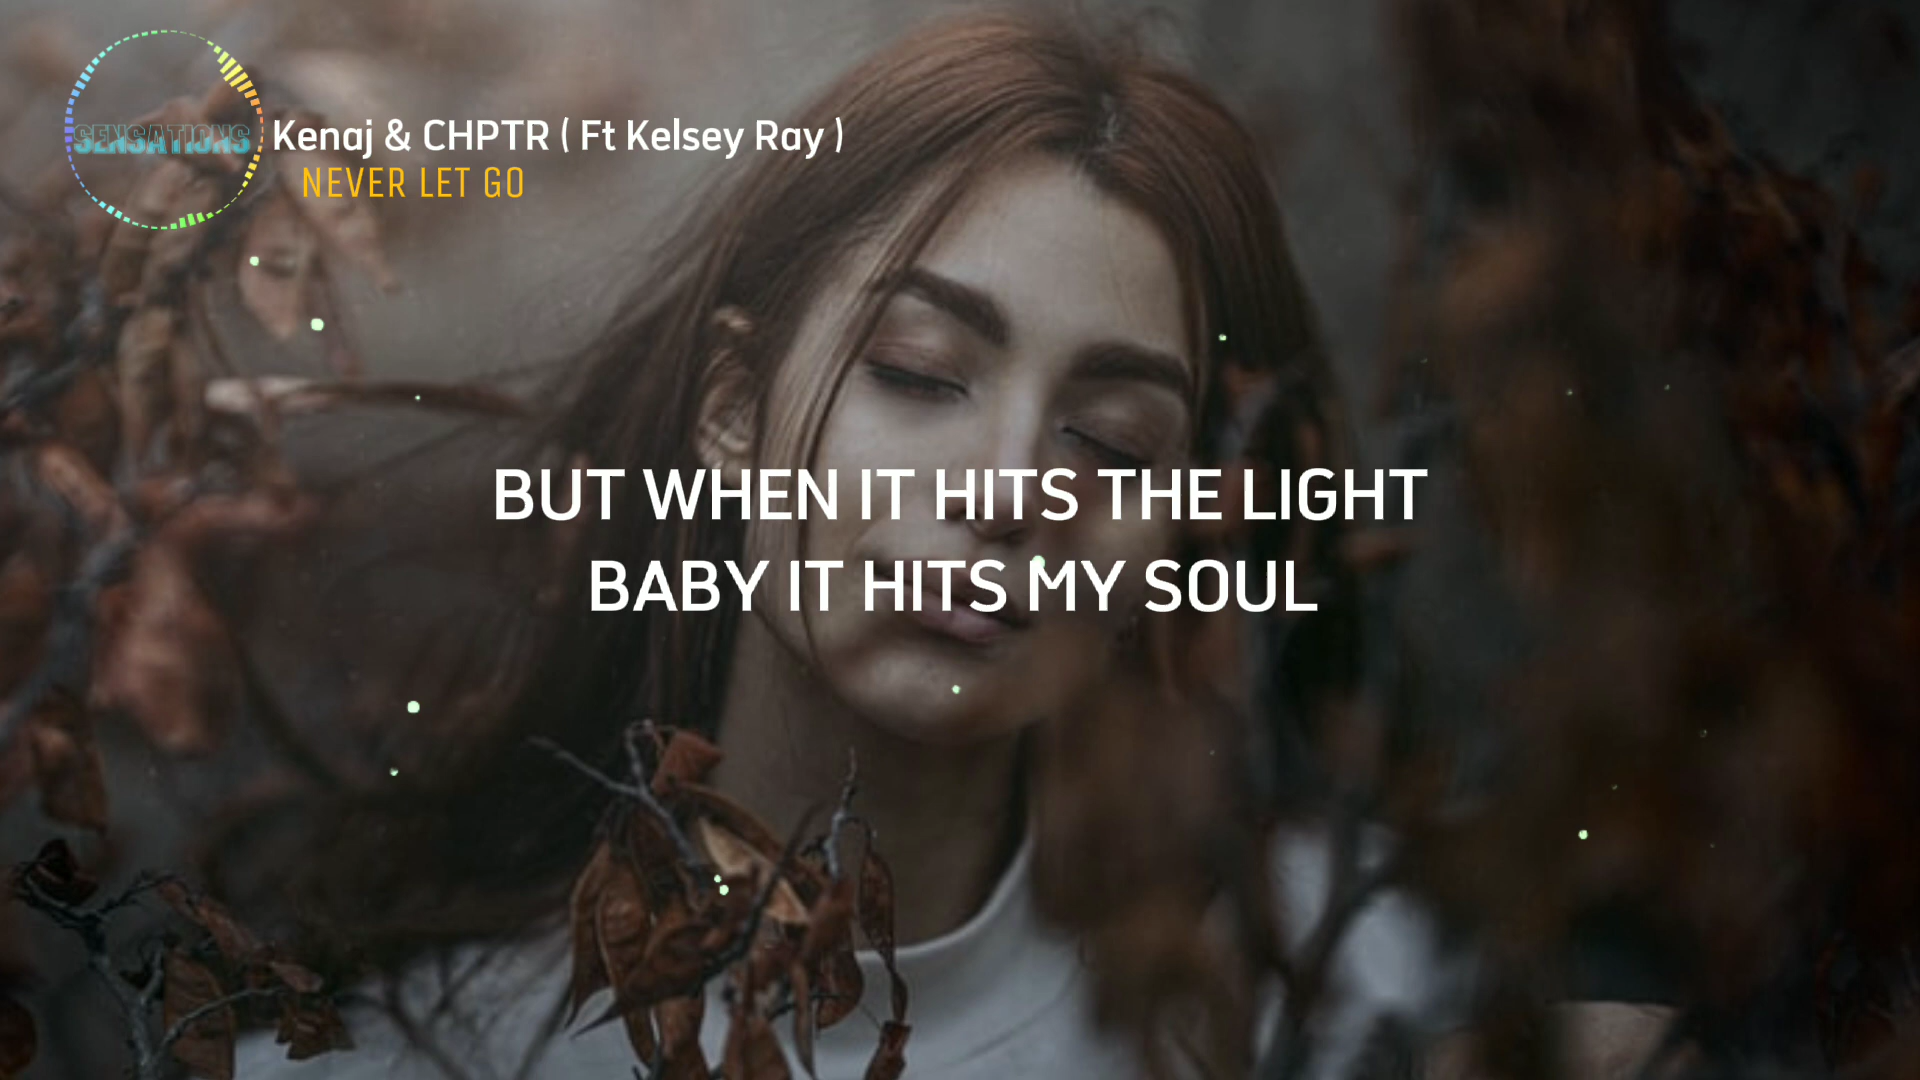 SENSATIONS
Kenaj & CHPTR ( Ft Kelsey Ray )
NEVER LET GO
BUT WHEN IT HITS THE LIGHT
BABY IT HITS MY SOUL